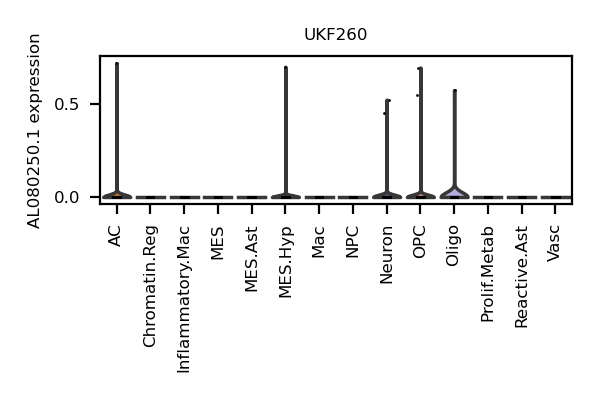 UKF260
AL080250.1 expression
0.5
0.0
AC
Chromatin.Reg
Inflammatory.Mac
MES
MES.Ast
MES.Hyp
Mac
NPC
Neuron
OPC
Oligo
Prolif.Metab
Reactive.Ast
Vasc